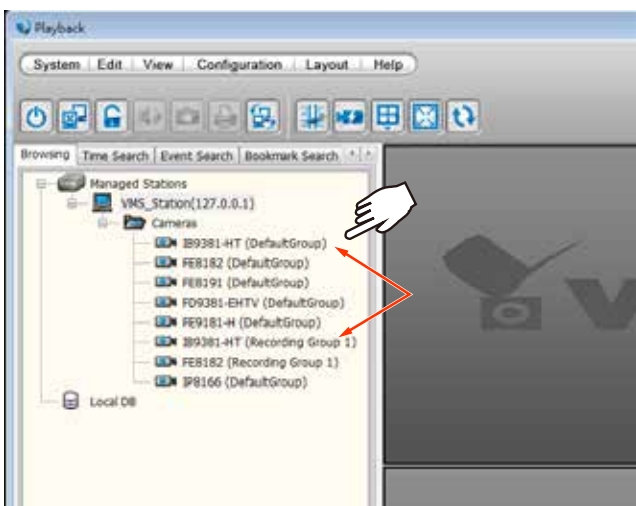 Playback
System Edit View Configuration Layout Help
Browsing Time Search Event Search Bookmark Search
Managed Stations
VMS_Station(127.0.0.1)
Cameras
IB9381-HT (DefaultGroup)
FE8182 (DefaultGroup)
FE8191 (DefaultGroup)
FD9381-EHTV (DefaultGroup)
FE9181-H (DefaultGroup)
IB9381-HT (Recording Group 1)
FE8182 (Recording Group 1)
IP8166 (DefaultGroup)
Local DB